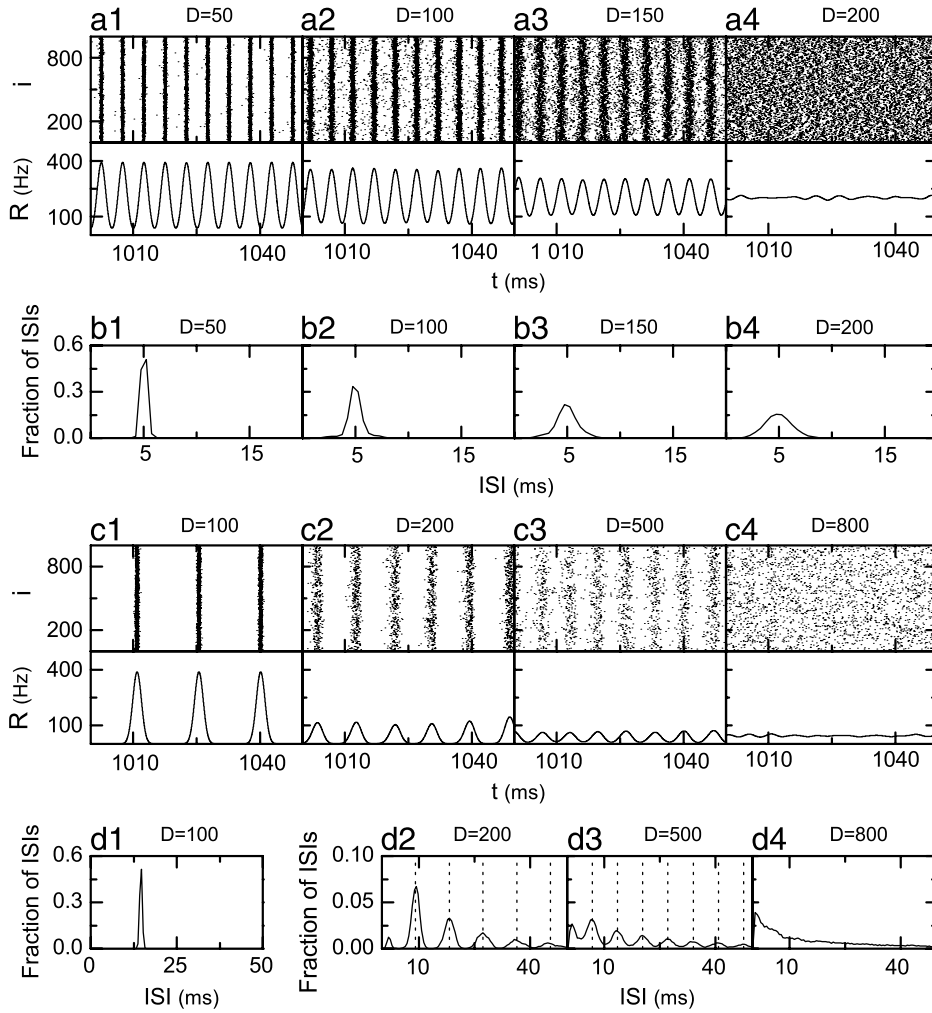 a1 D=50 a2 D=100 a3 D=150 a4 D=200
800
i
200
400
R (Hz)
100
1010 1040 1010 1040 1 010 1040 1010 1040
t (ms)
b1 D=50 b2 D=100 b3 D=150 b4 D=200
Fraction of ISIs
0.6
0.3
0.0
5 15 5 15 5 15 5 15
ISI (ms)
c1 D=100 c2 D=200 c3 D=500 c4 D=800
800
i
200
400
R (Hz)
100
1010 1040 1010 1040 1010 1040 1010 1040
t (ms)
d1 D=100 d2 D=200 d3 D=500 d4 D=800
Fraction of ISIs
0.6
0.3
0.0
0 25 50
ISI (ms)
Fraction of ISIs
0.10
0.05
0.00
10 40 10 40 10 40
ISI (ms)